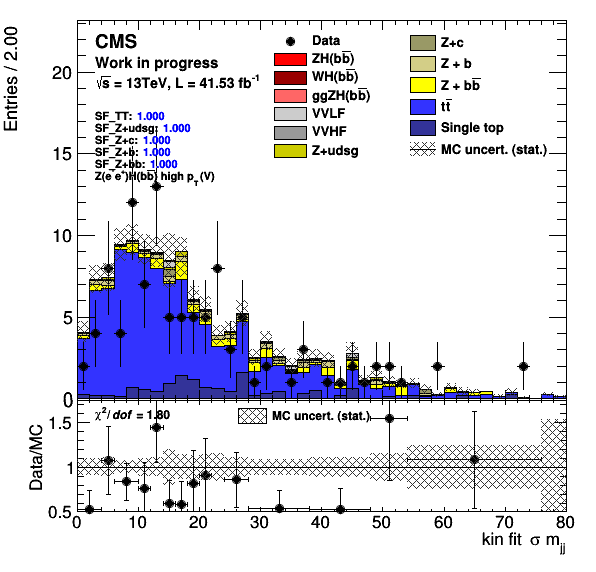 CMS
Work in progress
√s = 13TeV, L = 41.53 fb⁻¹
SF_TT: 1.000
SF_Z+udsg: 1.000
SF_Z+c: 1.000
SF_Z+b: 1.000
SF_Z+bb: 1.000
Z(e⁻e⁺)H(bb̅) high p_T(V)
Data
ZH(bb̅)
WH(bb̅)
ggZH(bb̅)
VVLF
VVHF
Z+udsg
Z+c
Z + b
Z + bb̅
tt̅
Single top
MC uncert. (stat.)
Entries / 2.00
20
15
10
5
0
χ²/dof = 1.80
MC uncert. (stat.)
Data/MC
1.5
1
0.5
0 10 20 30 40 50 60 70 80
kin fit σ m_jj